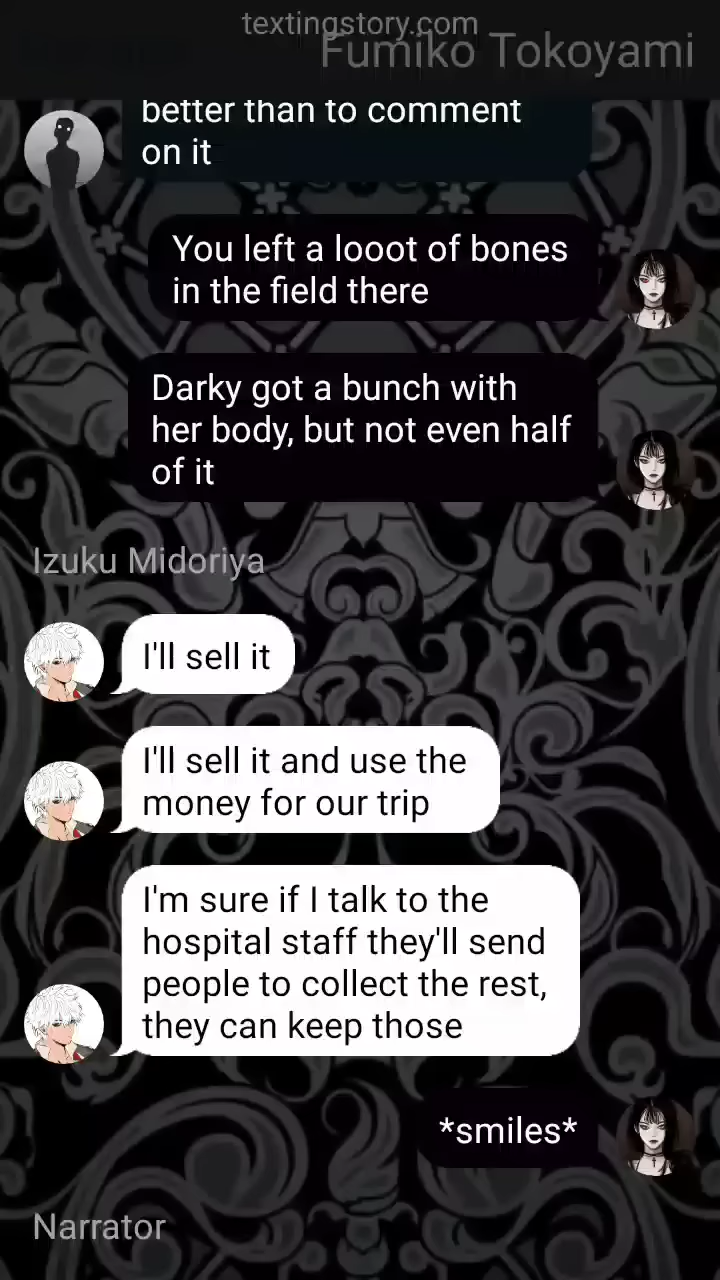 textingstory.com
Fumiko Tokoyami
better than to comment
on it
You left a looot of bones
in the field there
Darky got a bunch with
her body, but not even half
of it
Izuku Midoriya
I'll sell it
I'll sell it and use the
money for our trip
I'm sure if I talk to the
hospital staff they'll send
people to collect the rest,
they can keep those
*smiles*
Narrator